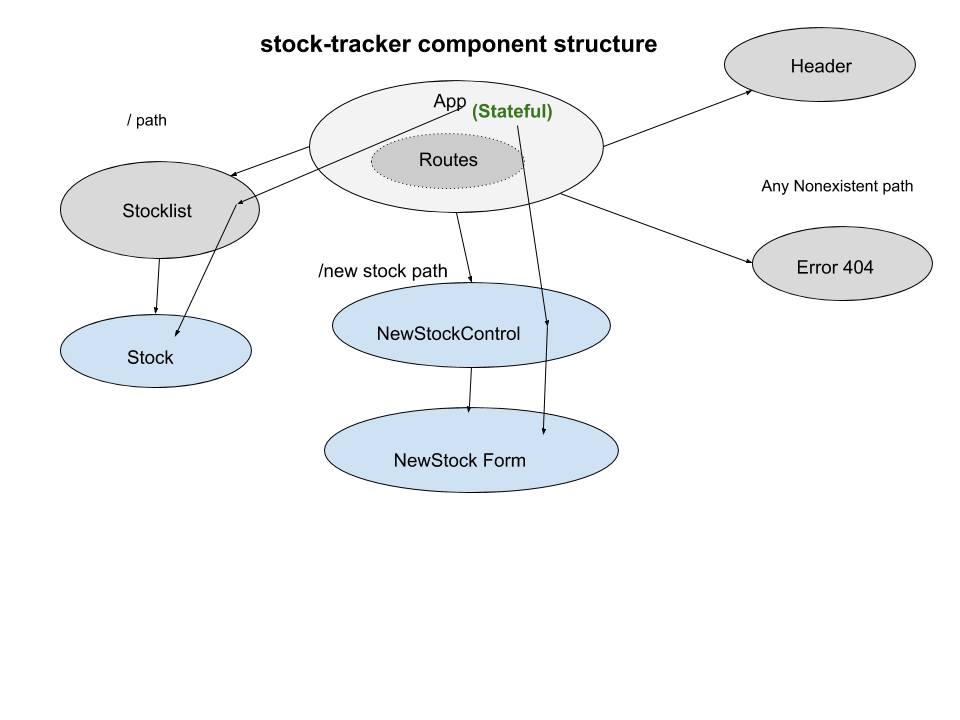 stock-tracker component structure
Header
App
(Stateful)
/ path
Routes
Any Nonexistent path
Stocklist
Error 404
/new stock path
NewStockControl
Stock
NewStock Form